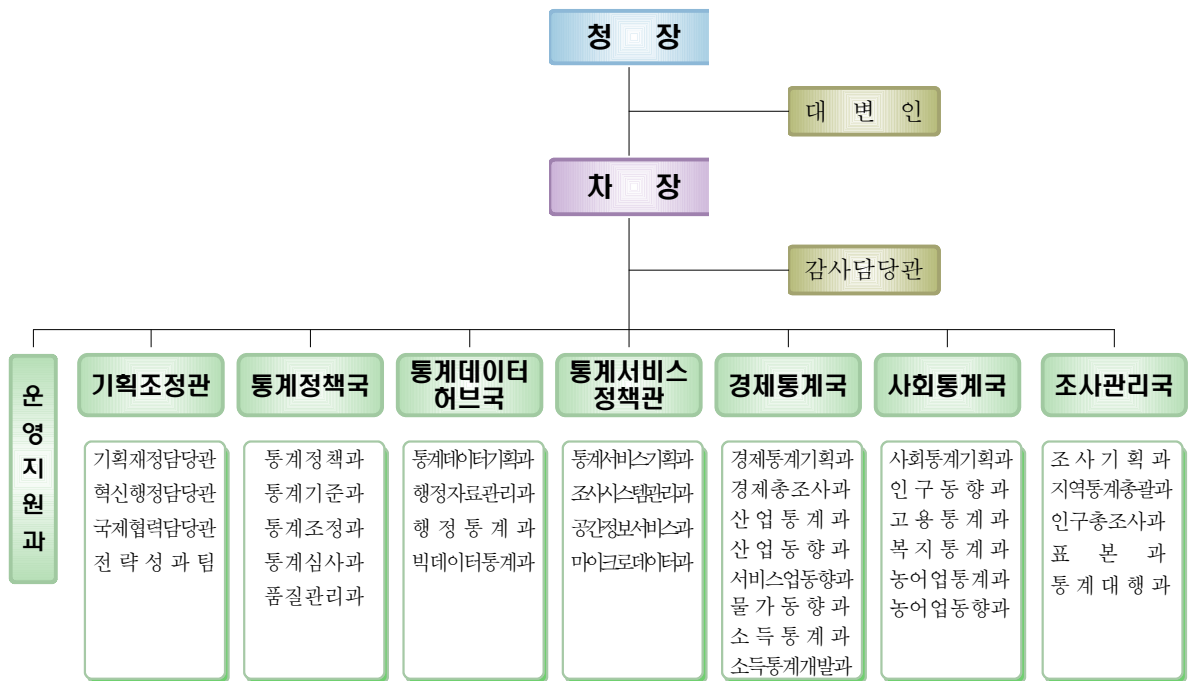 청 장
대 변 인
차 장
감사담당관
운
영
지
원
과
기획조정관
통계정책국
통계데이터
허브국
통계서비스
정책관
경제통계국
사회통계국
조사관리국
기획재정담당관
혁신행정담당관
국제협력담당관
전 략 성 과 팀
통계정책과
통계기준과
통계조정과
통계심사과
품질관리과
통계데이터기획과
행정자료관리과
행 정 통 계 과
빅데이터통계과
통계서비스기획과
조사시스템관리과
공간정보서비스과
마이크로데이터과
경제통계기획과
경제총조사과
산 업 통 계 과
산 업 동 향 과
서비스업동향과
물 가 동 향 과
소 득 통 계 과
소득통계개발과
사회통계기획과
인 구 동 향 과
고 용 통 계 과
복 지 통 계 과
농어업통계과
농어업동향과
조 사 기 획 과
지역통계총괄과
인구총조사과
표 본 과
통 계 대 행 과